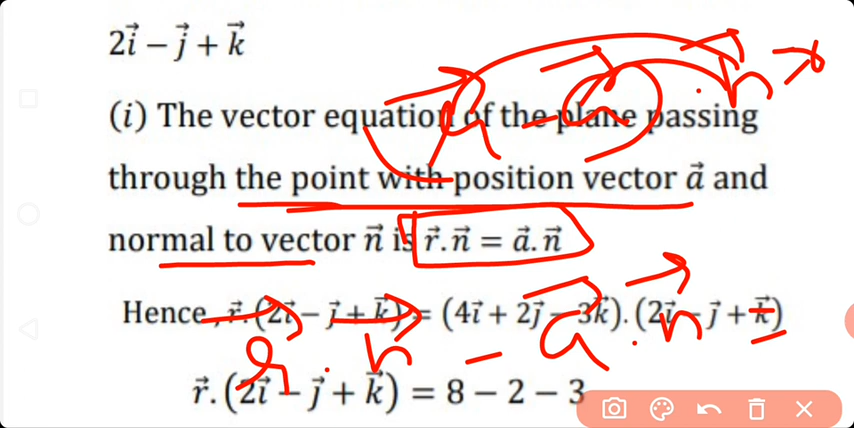 2i⃗ − j⃗ + k⃗
(i) The vector equation of the plane passing
through the point with position vector a⃗ and
normal to vector n⃗ is r⃗.n⃗ = a⃗.n⃗
Hence, r⃗.(2i⃗ − j⃗ + k⃗) = (4i⃗ + 2j⃗ − 3k⃗).(2i⃗ − j⃗ + k⃗)
r⃗.(2i⃗ − j⃗ + k⃗) = 8 − 2 − 3